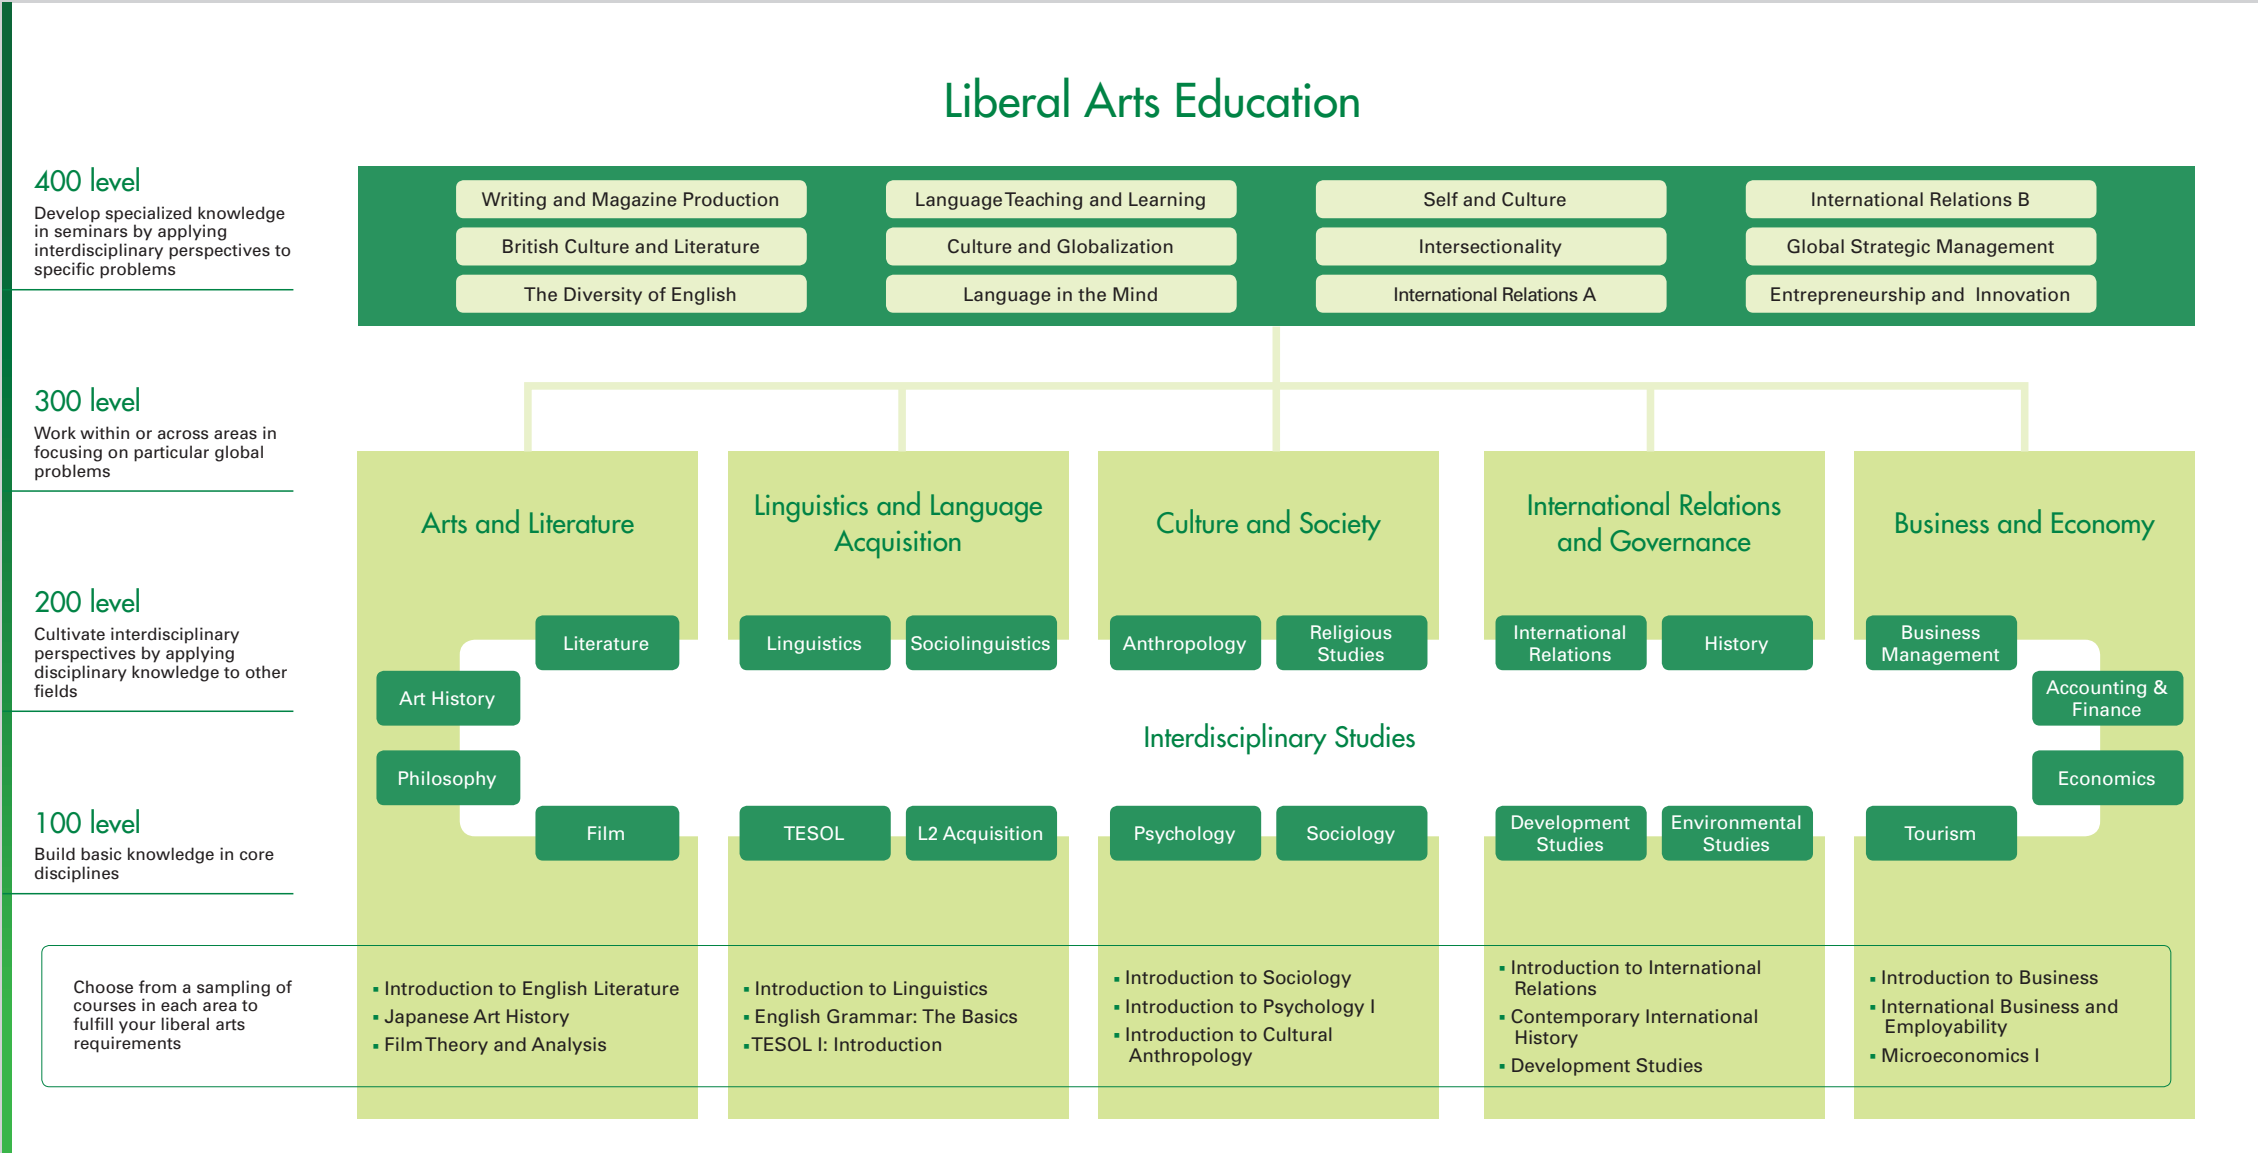 Liberal Arts Education
400 level
Develop specialized knowledge
in seminars by applying
interdisciplinary perspectives to
specific problems
Writing and Magazine Production
Language Teaching and Learning
Self and Culture
International Relations B
British Culture and Literature
Culture and Globalization
Intersectionality
Global Strategic Management
The Diversity of English
Language in the Mind
International Relations A
Entrepreneurship and Innovation
300 level
Work within or across areas in
focusing on particular global
problems
Arts and Literature
Linguistics and Language
Acquisition
Culture and Society
International Relations
and Governance
Business and Economy
200 level
Cultivate interdisciplinary
perspectives by applying
disciplinary knowledge to other
fields
Literature
Art History
Philosophy
Film
Linguistics
Sociolinguistics
TESOL
L2 Acquisition
Anthropology
Religious
Studies
Psychology
Sociology
International
Relations
History
Development
Studies
Environmental
Studies
Business
Management
Accounting &
Finance
Economics
Tourism
Interdisciplinary Studies
100 level
Build basic knowledge in core
disciplines
Choose from a sampling of
courses in each area to
fulfill your liberal arts
requirements
▪ Introduction to English Literature
▪ Japanese Art History
▪ Film Theory and Analysis
▪ Introduction to Linguistics
▪ English Grammar: The Basics
▪ TESOL I: Introduction
▪ Introduction to Sociology
▪ Introduction to Psychology I
▪ Introduction to Cultural
Anthropology
▪ Introduction to International
Relations
▪ Contemporary International
History
▪ Development Studies
▪ Introduction to Business
▪ International Business and
Employability
▪ Microeconomics I